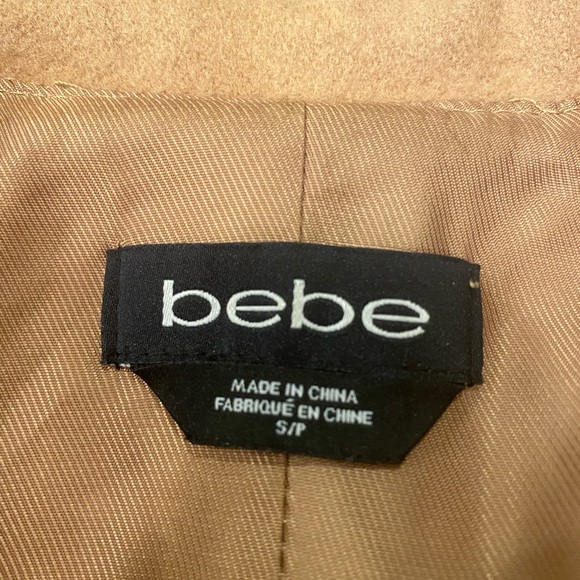 bebe
MADE IN CHINA
FABRIQUÉ EN CHINE
S/P